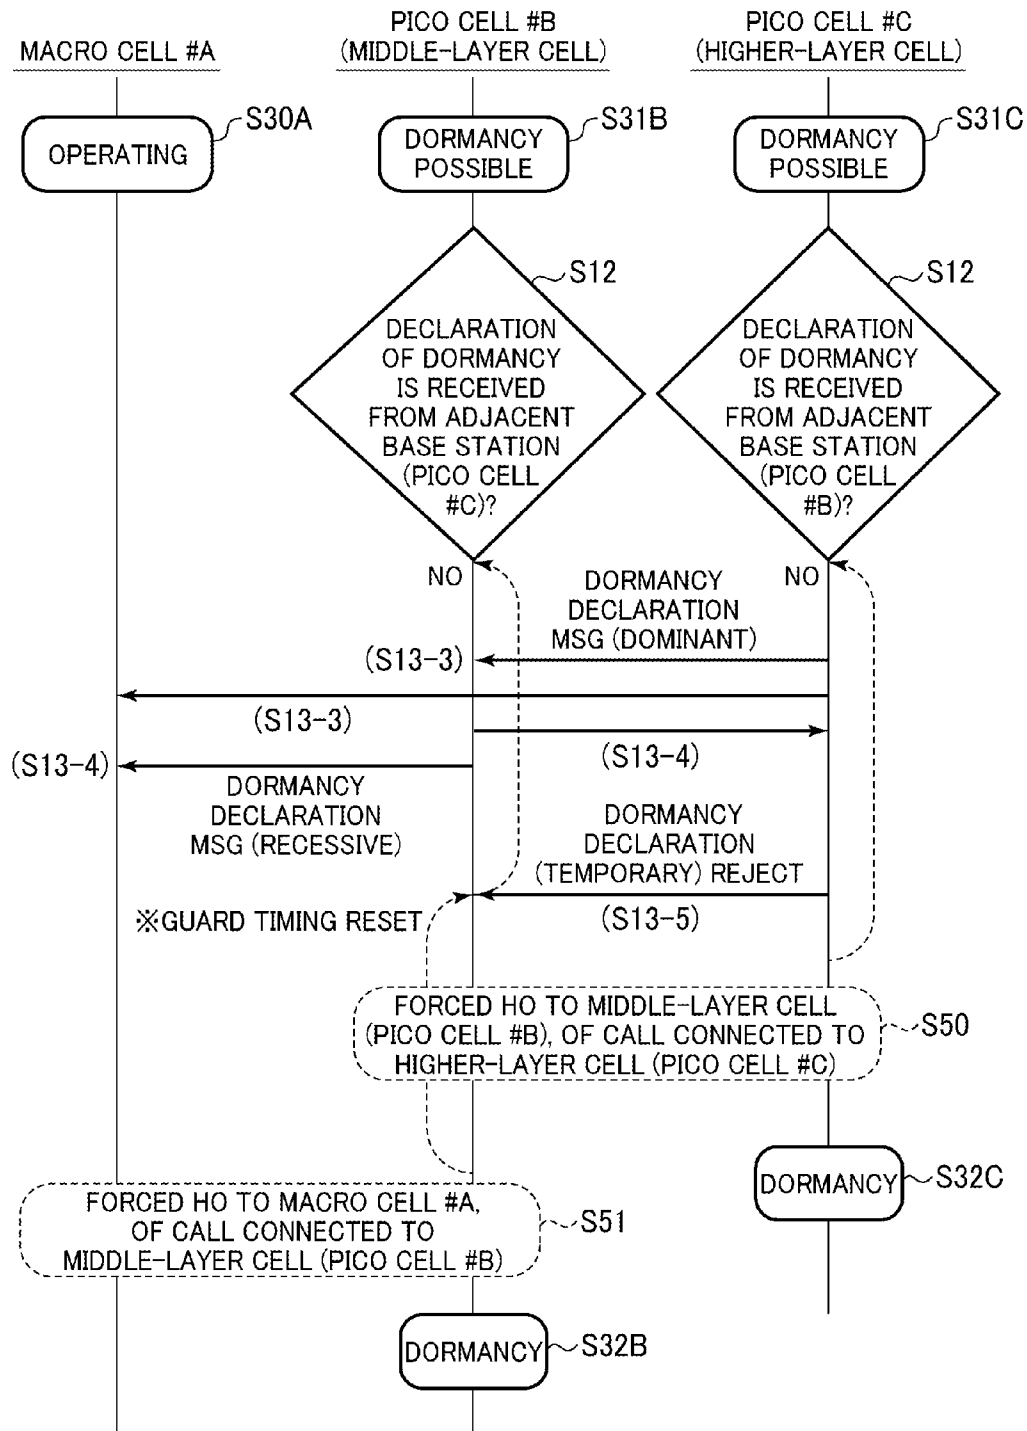 MACRO CELL #A
PICO CELL #B
(MIDDLE-LAYER CELL)
PICO CELL #C
(HIGHER-LAYER CELL)
OPERATING
S30A
DORMANCY
POSSIBLE
S31B
DORMANCY
POSSIBLE
S31C
S12
DECLARATION
OF DORMANCY
IS RECEIVED
FROM ADJACENT
BASE STATION
(PICO CELL
#C)?
S12
DECLARATION
OF DORMANCY
IS RECEIVED
FROM ADJACENT
BASE STATION
(PICO CELL
#B)?
NO
NO
DORMANCY
DECLARATION
MSG (DOMINANT)
(S13-3)
(S13-3)
(S13-4)
(S13-4)
DORMANCY
DECLARATION
MSG (RECESSIVE)
DORMANCY
DECLARATION
(TEMPORARY) REJECT
(S13-5)
※GUARD TIMING RESET
FORCED HO TO MIDDLE-LAYER CELL
(PICO CELL #B), OF CALL CONNECTED TO
HIGHER-LAYER CELL (PICO CELL #C)
S50
DORMANCY
S32C
FORCED HO TO MACRO CELL #A,
OF CALL CONNECTED TO
MIDDLE-LAYER CELL (PICO CELL #B)
S51
DORMANCY
S32B